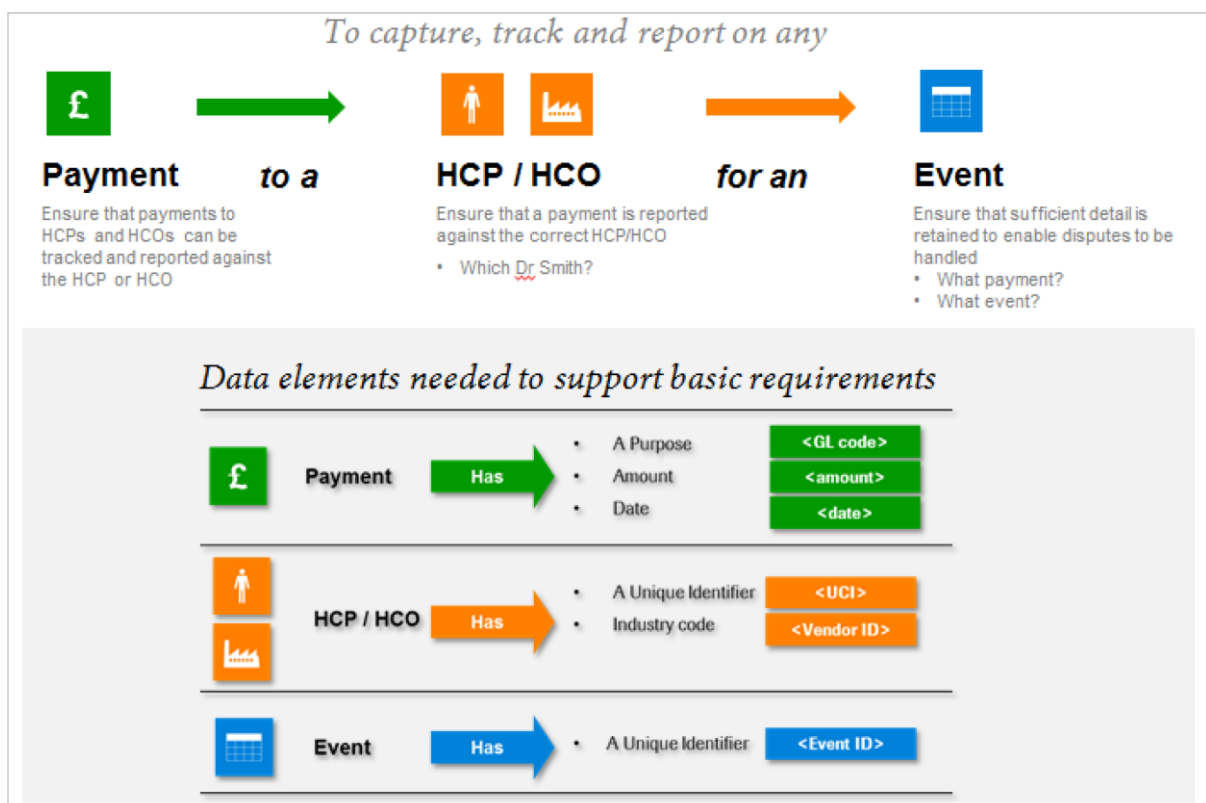 To capture, track and report on any
£
Payment
to a
HCP / HCO
for an
Event
Ensure that payments to
HCPs and HCOs can be
tracked and reported against
the HCP or HCO
Ensure that a payment is reported
against the correct HCP/HCO
• Which Dr Smith?
Ensure that sufficient detail is
retained to enable disputes to be
handled
• What payment?
• What event?
Data elements needed to support basic requirements
£
Payment
Has
• A Purpose
<GL code>
• Amount
<amount>
• Date
<date>
HCP / HCO
Has
• A Unique Identifier
<UCI>
• Industry code
<Vendor ID>
Event
Has
• A Unique Identifier
<Event ID>